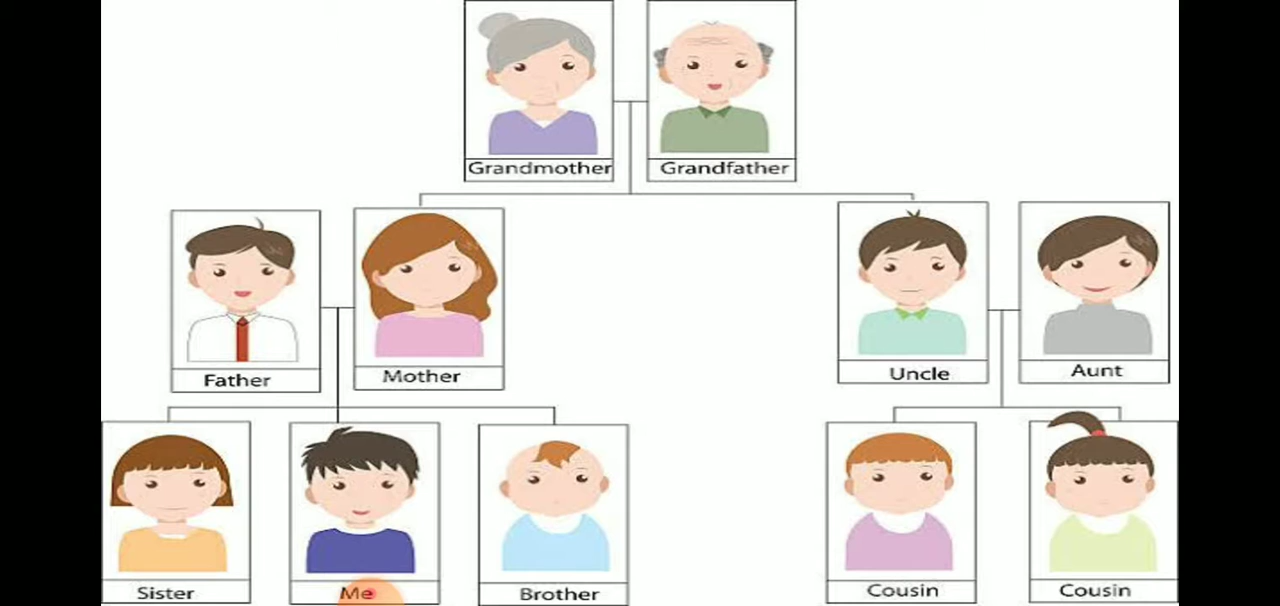 Grandmother
Grandfather
Father
Mother
Uncle
Aunt
Sister
Me
Brother
Cousin
Cousin